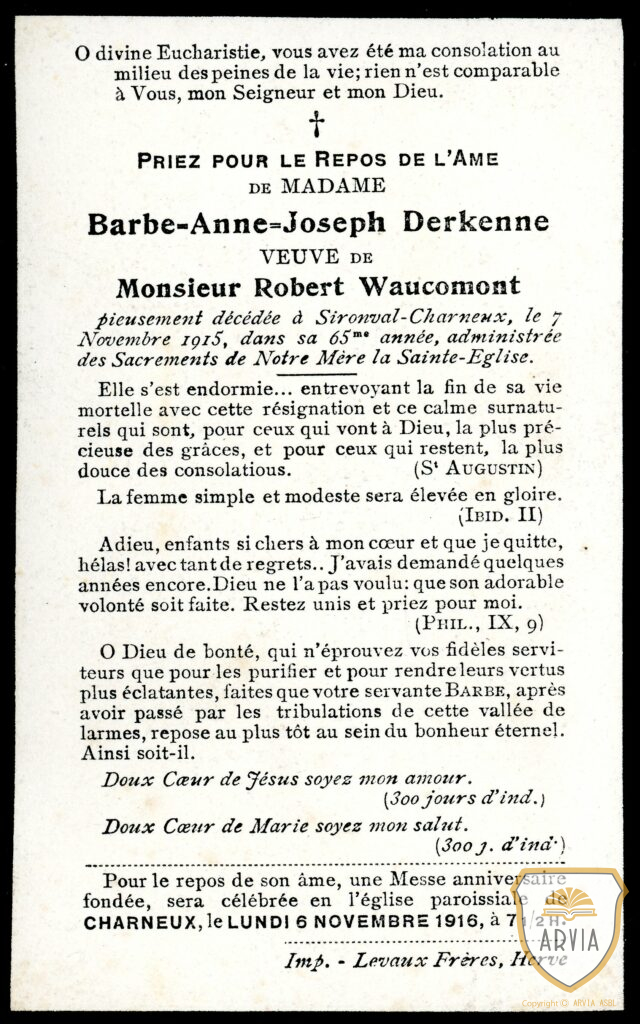 O divine Eucharistie, vous avez été ma consolation au
milieu des peines de la vie; rien n'est comparable
à Vous, mon Seigneur et mon Dieu.
†
PRIEZ POUR LE REPOS DE L'AME
DE MADAME
Barbe-Anne=Joseph Derkenne
VEUVE DE
Monsieur Robert Waucomont
pieusement décédée à Sironval-Charneux, le 7
Novembre 1915, dans sa 65me année, administrée
des Sacrements de Notre Mère la Sainte-Eglise.
Elle s'est endormie... entrevoyant la fin de sa vie
mortelle avec cette résignation et ce calme surnatu-
rels qui sont, pour ceux qui vont à Dieu, la plus pré-
cieuse des grâces, et pour ceux qui restent, la plus
douce des consolatious. (St AUGUSTIN)
La femme simple et modeste sera élevée en gloire.
(IBID. II)
Adieu, enfants si chers à mon cœur et que je quitte,
hélas! avec tant de regrets.. J'avais demandé quelques
années encore. Dieu ne l'a pas voulu: que son adorable
volonté soit faite. Restez unis et priez pour moi.
(PHIL., IX, 9)
O Dieu de bonté, qui n'éprouvez vos fidèles servi-
teurs que pour les purifier et pour rendre leurs vertus
plus éclatantes, faites que votre servante BARBE, après
avoir passé par les tribulations de cette vallée de
larmes, repose au plus tôt au sein du bonheur éternel.
Ainsi soit-il.
Doux Cœur de Jésus soyez mon amour.
(300 jours d'ind.)
Doux Cœur de Marie soyez mon salut.
(300 j. d'ind.)
Pour le repos de son âme, une Messe anniversaire
fondée, sera célébrée en l'église paroissiale de
CHARNEUX, le LUNDI 6 NOVEMBRE 1916, à 7 1/2 H.
Imp. - Levaux Frères, Herve
ARVIA
Copyright © ARVIA ASBL